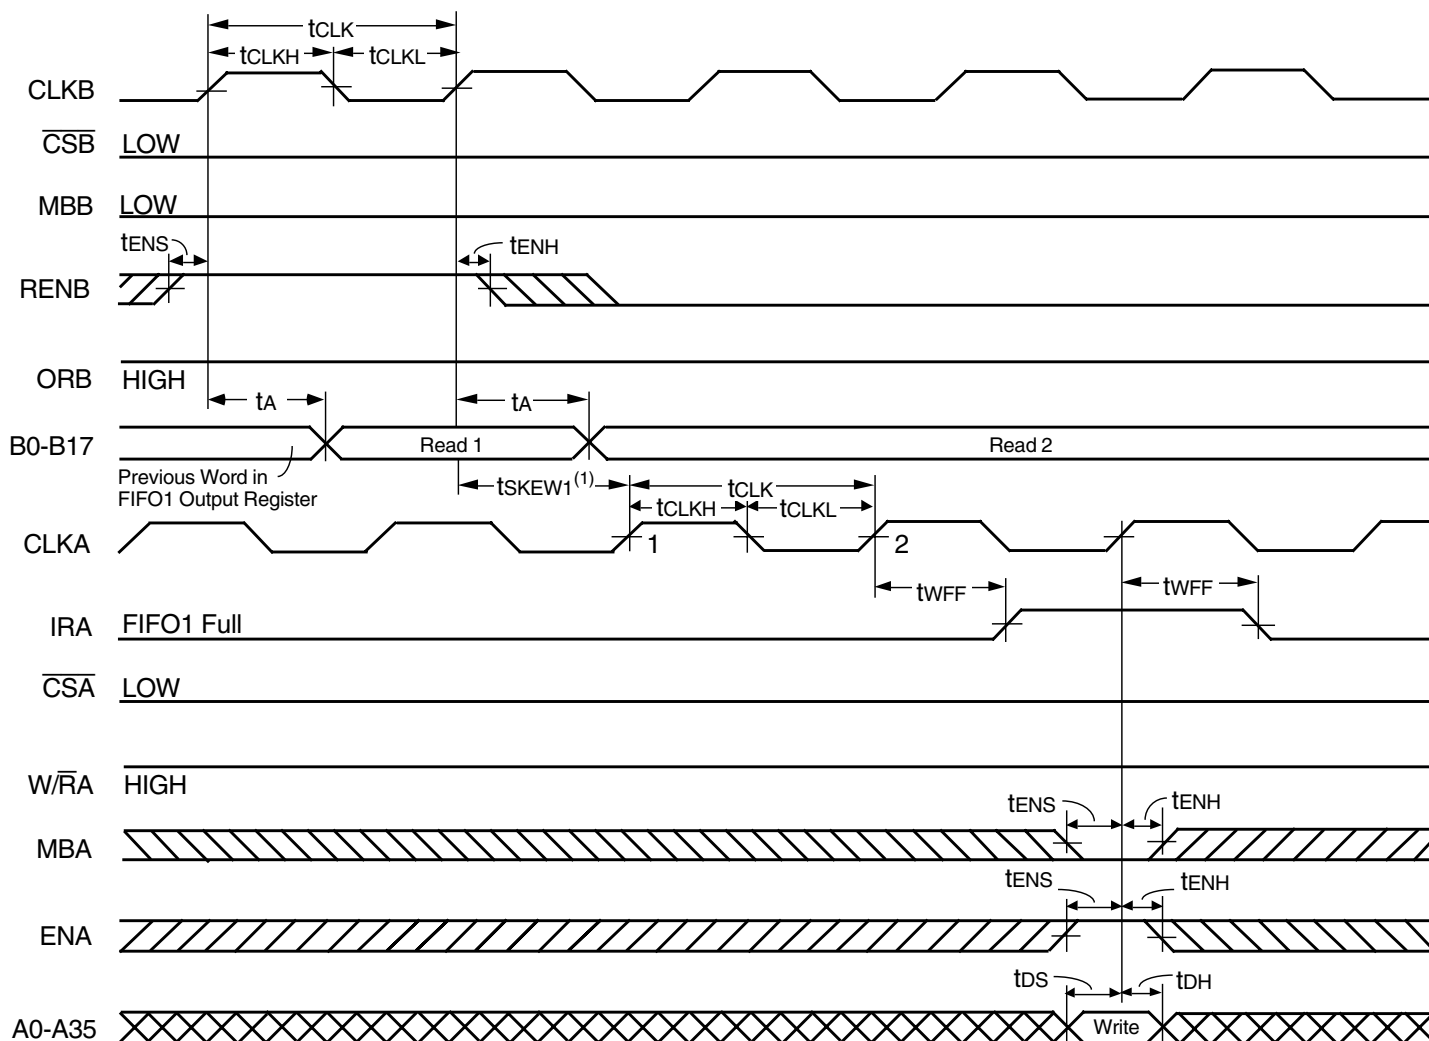 tCLK
tCLKH tCLKL
CLKB
CSB LOW
MBB LOW
tENS tENH
RENB
ORB HIGH
tA tA
B0-B17 Read 1 Read 2
Previous Word in
FIFO1 Output Register
tSKEW1(1) tCLK
tCLKH tCLKL
CLKA 1 2
tWFF tWFF
IRA FIFO1 Full
CSA LOW
W/RA HIGH
tENS tENH
MBA
tENS tENH
ENA
tDS tDH
A0-A35 Write